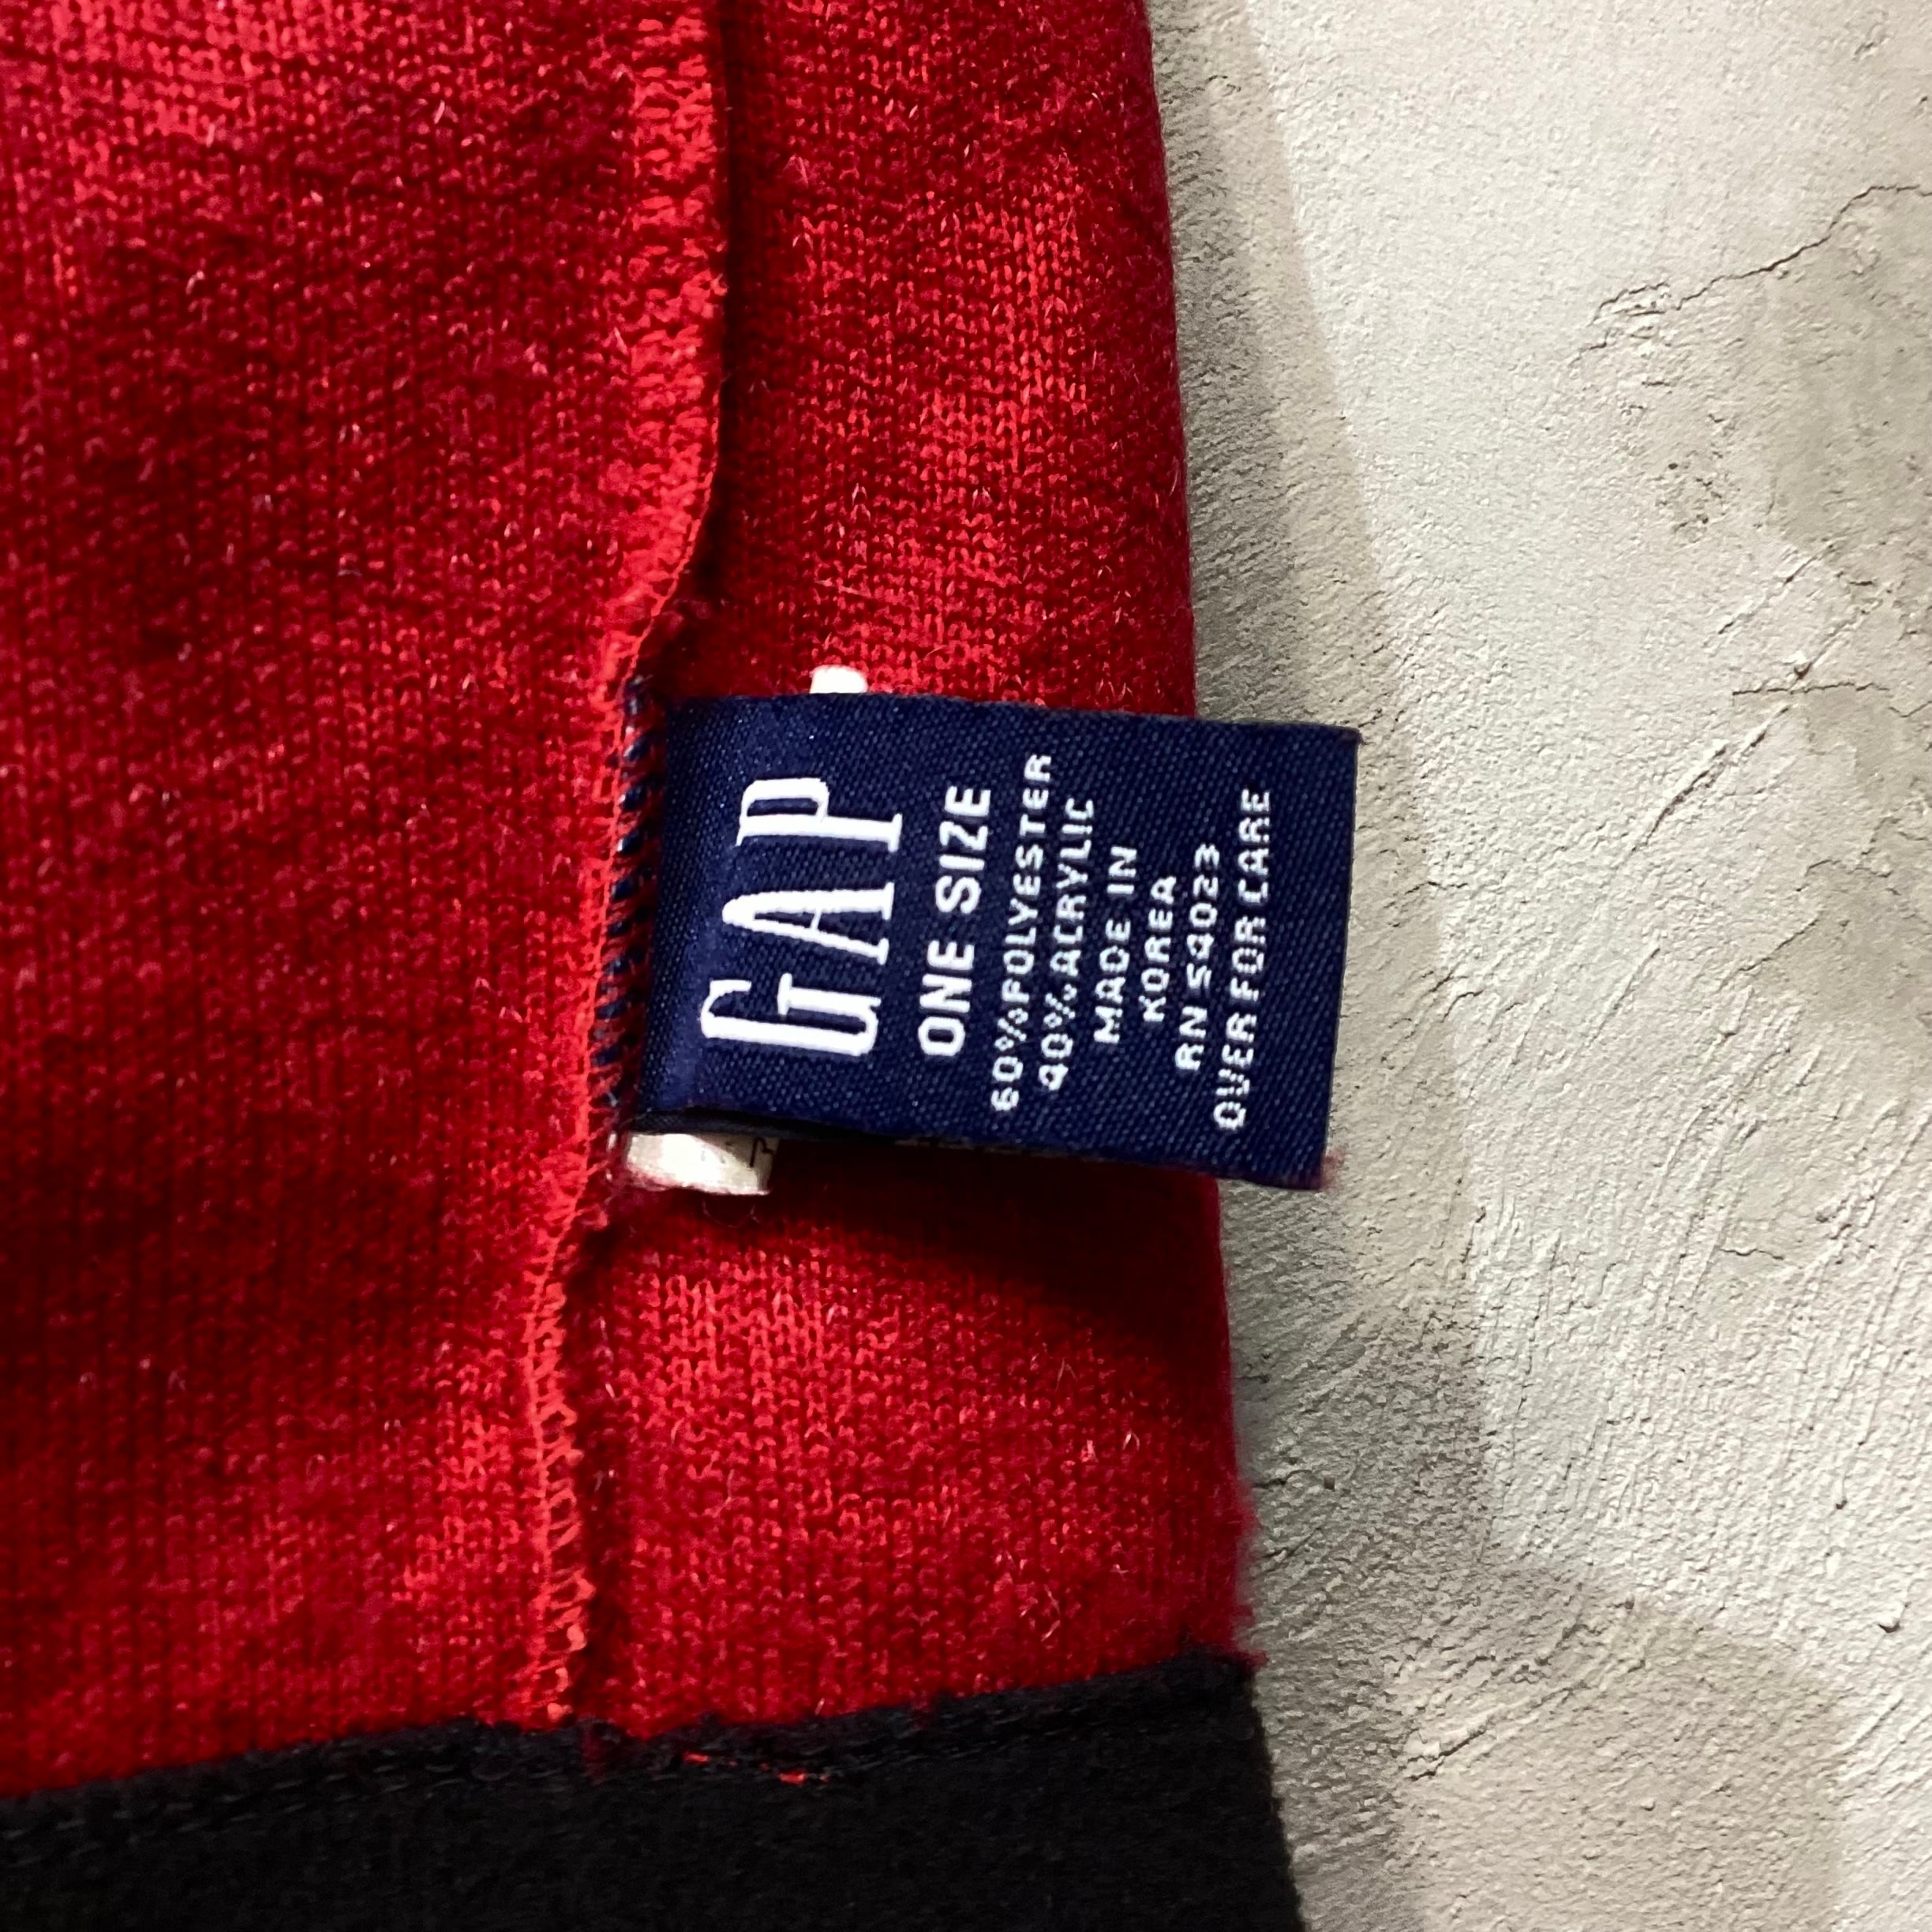 GAP
ONE SIZE
60%POLYESTER
40%ACRYLIC
MADE IN
KOREA
RN 54023
OVER FOR CARE